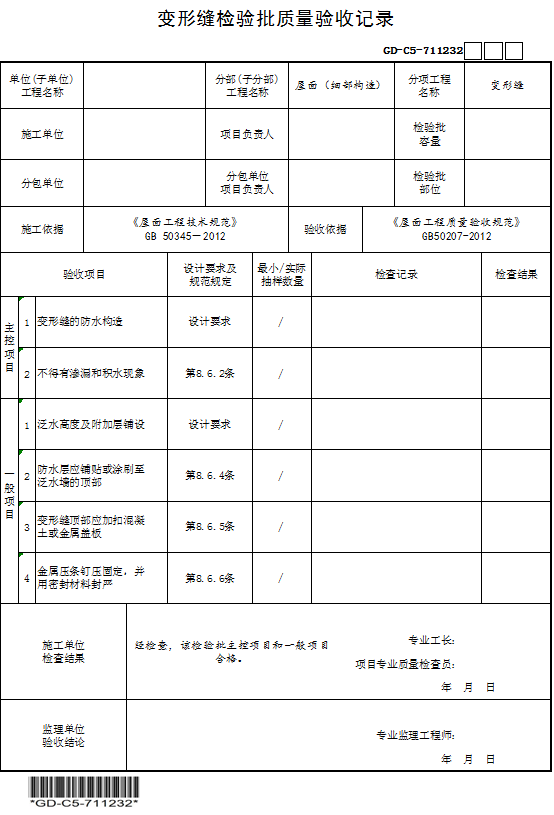 变形缝检验批质量验收记录
GD-C5-711232
单位(子单位)
工程名称
分部(子分部)
工程名称
屋面（细部构造）
分项工程
名称
变形缝
施工单位
项目负责人
检验批
容量
分包单位
分包单位
项目负责人
检验批
部位
施工依据
《屋面工程技术规范》
GB 50345－2012
验收依据
《屋面工程质量验收规范》
GB50207-2012
验收项目
设计要求及
规范规定
最小/实际
抽样数量
检查记录
检查结果
主控项目
1
变形缝的防水构造
设计要求
/
2
不得有渗漏和积水现象
第8.6.2条
/
一般项目
1
泛水高度及附加层铺设
设计要求
/
2
防水层应铺贴或涂刷至
泛水墙的顶部
第8.6.4条
/
3
变形缝顶部应加扣混凝
土或金属盖板
第8.6.5条
/
4
金属压条钉压固定，并
用密封材料封严
第8.6.6条
/
施工单位
检查结果
经检查，该检验批主控项目和一般项目
合格。
专业工长：
项目专业质量检查员：
年 月 日
监理单位
验收结论
专业监理工程师：
年 月 日
*GD-C5-711232*